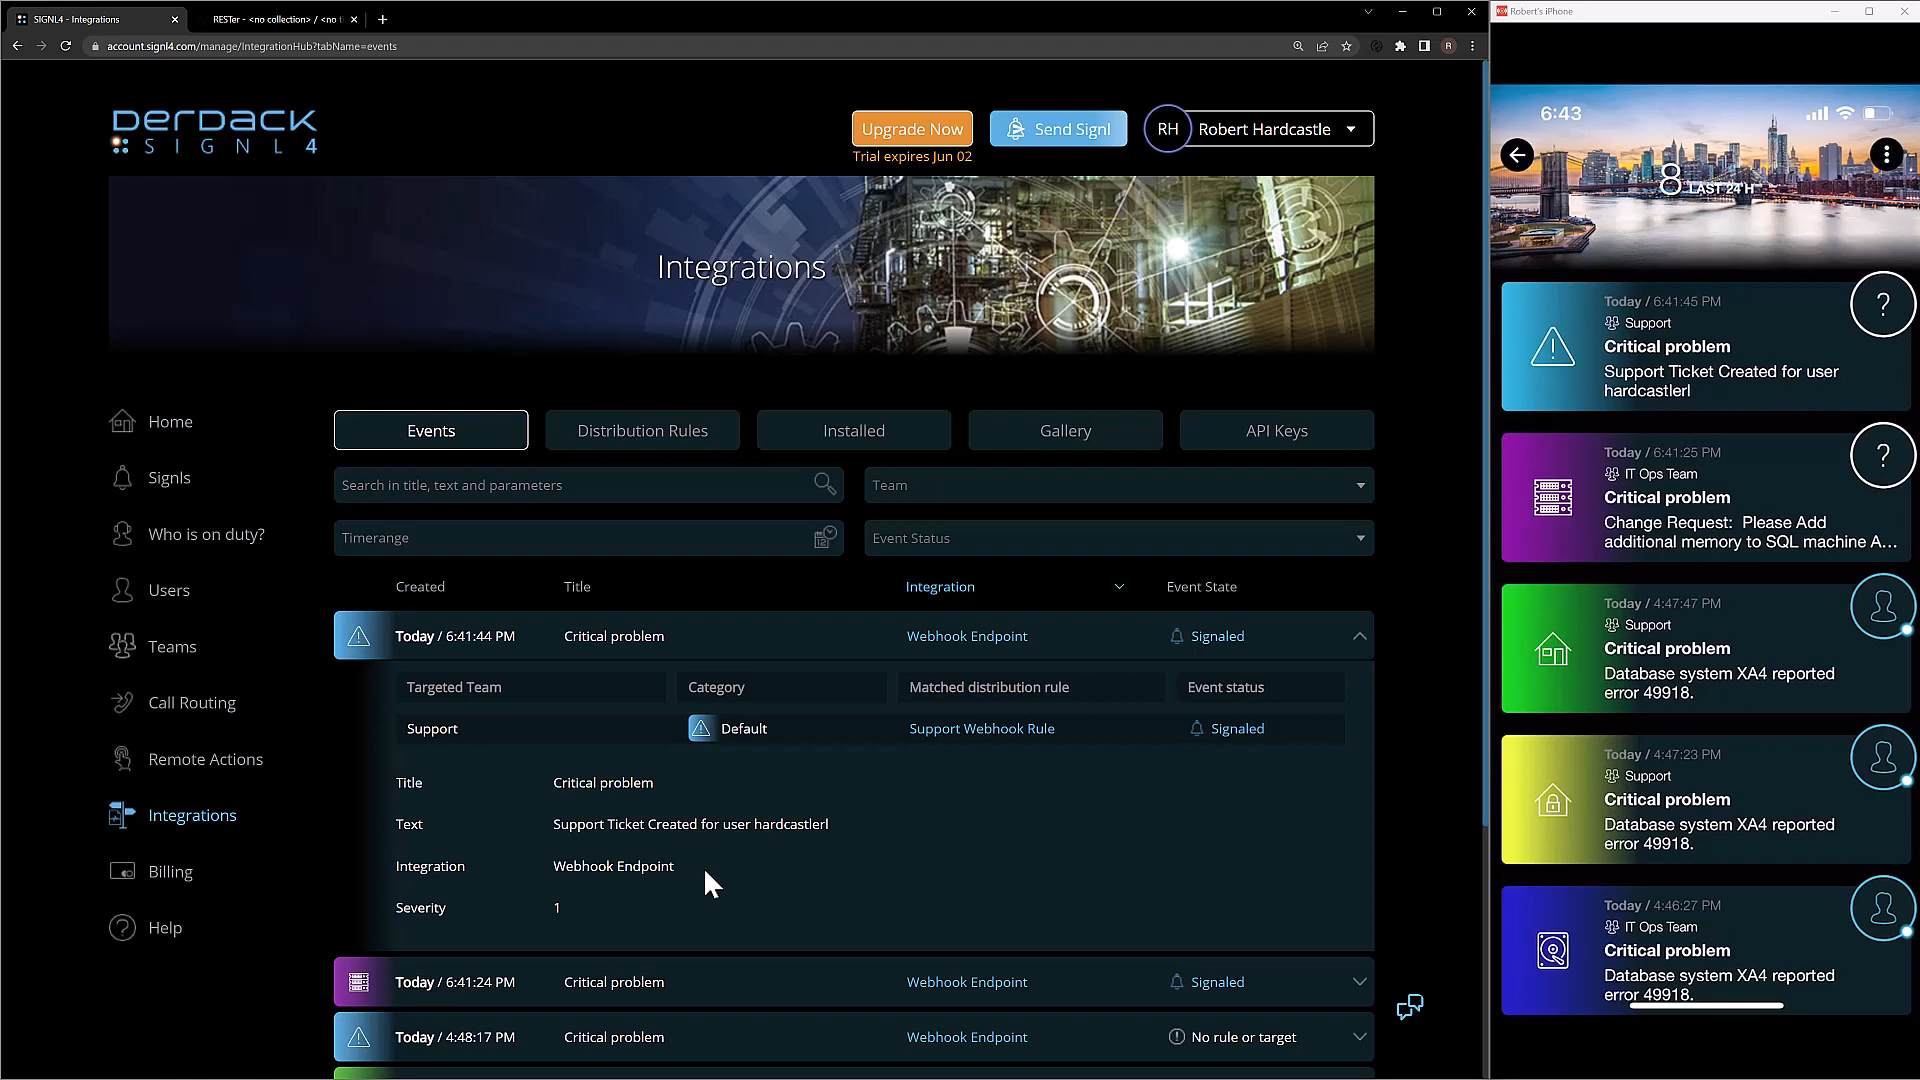 SIGNL4 - Integrations
RESTer - <no collection> / <no ti
account.signl4.com/manage/IntegrationHub?tabName=events
DERDACK
SIGNL4
Upgrade Now
Trial expires Jun 02
Send Signl
RH
Robert Hardcastle
Integrations
Home
Signls
Who is on duty?
Users
Teams
Call Routing
Remote Actions
Integrations
Billing
Help
Events
Distribution Rules
Installed
Gallery
API Keys
Search in title, text and parameters
Team
Timerange
12
Event Status
Created
Title
Integration
Event State
Today / 6:41:44 PM
Critical problem
Webhook Endpoint
Signaled
Targeted Team
Category
Matched distribution rule
Event status
Support
Default
Support Webhook Rule
Signaled
Title
Critical problem
Text
Support Ticket Created for user hardcastlerl
Integration
Webhook Endpoint
Severity
1
Today / 6:41:24 PM
Critical problem
Webhook Endpoint
Signaled
Today / 4:48:17 PM
Critical problem
Webhook Endpoint
No rule or target
Robert's iPhone
6:43
8 LAST 24 H
Today / 6:41:45 PM
Support
Critical problem
Support Ticket Created for user
hardcastlerl
?
Today / 6:41:25 PM
IT Ops Team
Critical problem
Change Request: Please Add
additional memory to SQL machine A...
?
Today / 4:47:47 PM
Support
Critical problem
Database system XA4 reported
error 49918.
Today / 4:47:23 PM
Support
Critical problem
Database system XA4 reported
error 49918.
Today / 4:46:27 PM
IT Ops Team
Critical problem
Database system XA4 reported
error 49918.